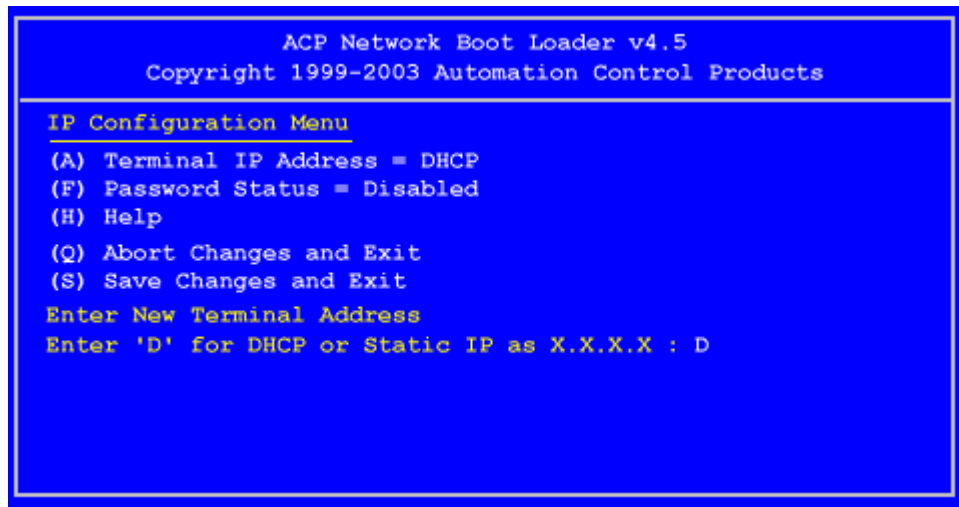 ACP Network Boot Loader v4.5
Copyright 1999-2003 Automation Control Products
IP Configuration Menu
(A) Terminal IP Address = DHCP
(F) Password Status = Disabled
(H) Help
(Q) Abort Changes and Exit
(S) Save Changes and Exit
Enter New Terminal Address
Enter 'D' for DHCP or Static IP as X.X.X.X : D